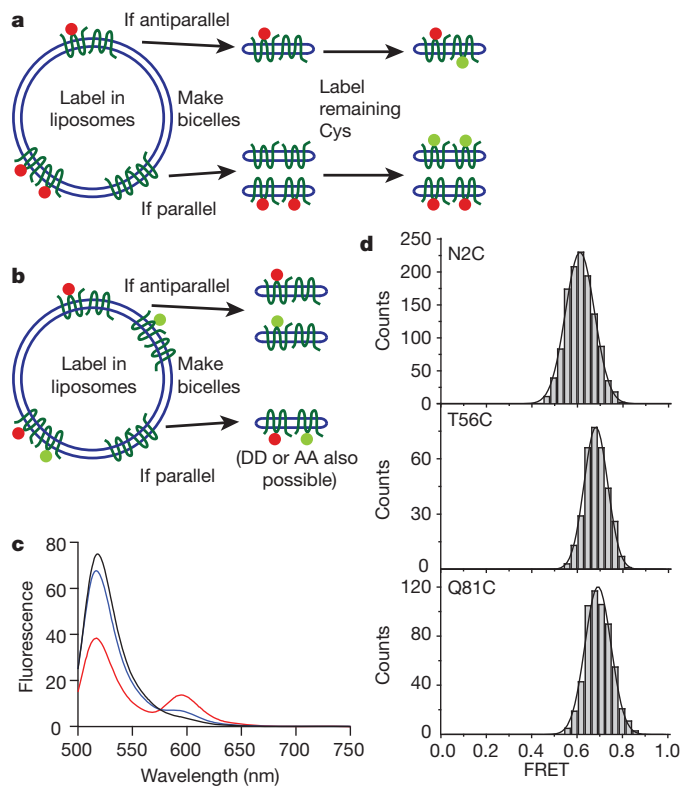 a
If antiparallel
Label in
liposomes
Make
bicelles
Label
remaining
Cys
If parallel
b
If antiparallel
Label in
liposomes
Make
bicelles
If parallel
(DD or AA also
possible)
c
80
60
40
20
0
Fluorescence
500 550 600 650 700 750
Wavelength (nm)
d
N2C
250
200
150
100
50
0
Counts
T56C
60
30
0
Counts
Q81C
120
80
40
0
Counts
0.0 0.2 0.4 0.6 0.8 1.0
FRET